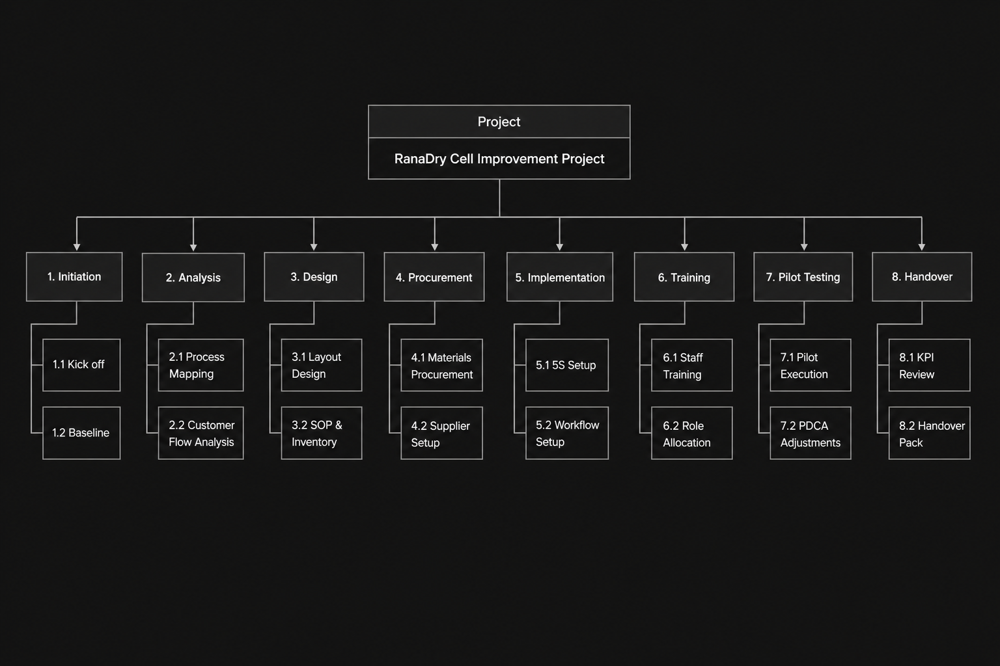 Project
RanaDry Cell Improvement Project
1. Initiation
2. Analysis
3. Design
4. Procurement
5. Implementation
6. Training
7. Pilot Testing
8. Handover
1.1 Kick off
1.2 Baseline
2.1 Process
Mapping
2.2 Customer
Flow Analysis
3.1 Layout
Design
3.2 SOP &
Inventory
4.1 Materials
Procurement
4.2 Supplier
Setup
5.1 5S Setup
5.2 Workflow
Setup
6.1 Staff
Training
6.2 Role
Allocation
7.1 Pilot
Execution
7.2 PDCA
Adjustments
8.1 KPI
Review
8.2 Handover
Pack